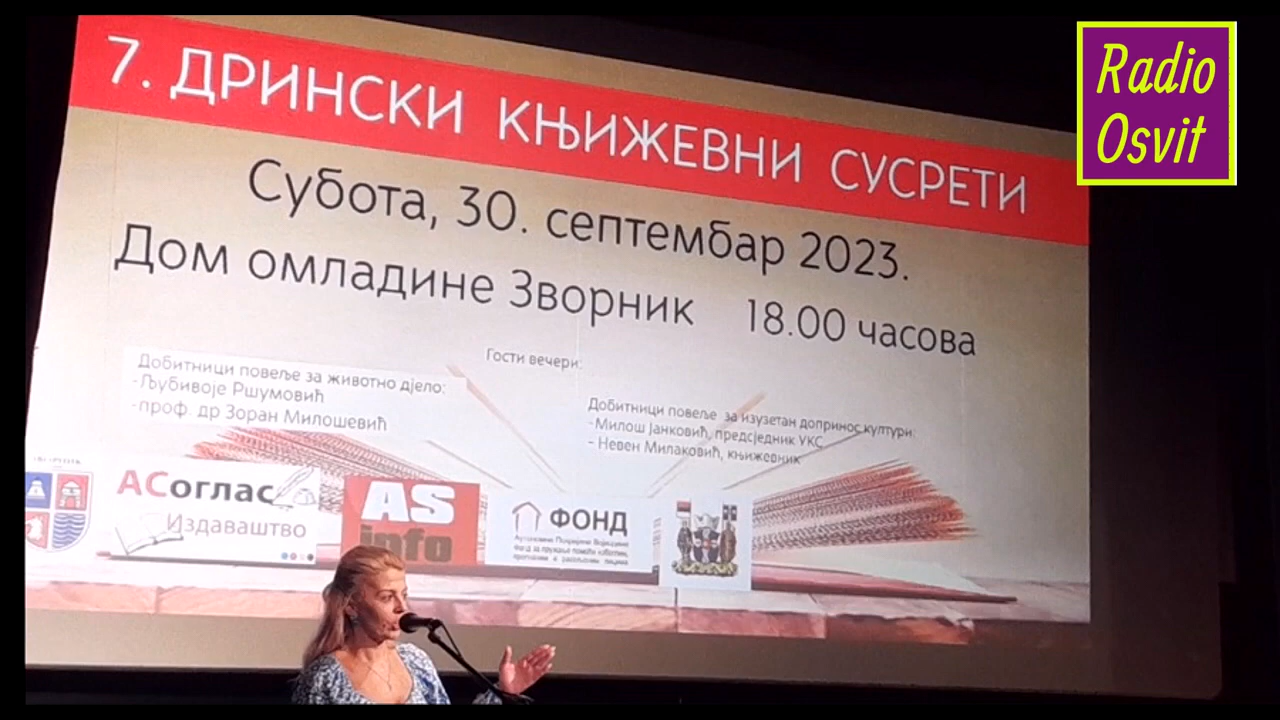 7. ДРИНСКИ КЊИЖЕВНИ СУСРЕТИ
Radio
Osvit
Субота, 30. септембар 2023.
Дом омладине Зворник 18.00 часова
Гости вечери:
Добитници повеље за животно дјело:
-Љубивоје Ршумовић
-проф. др Зоран Милошевић
Добитници повеље за изузетан допринос култури:
-Милош Јанковић, предсједник УКС
- Невен Милаковић, књижевник
АСоглас
Издаваштво
AS
info
ФОНД